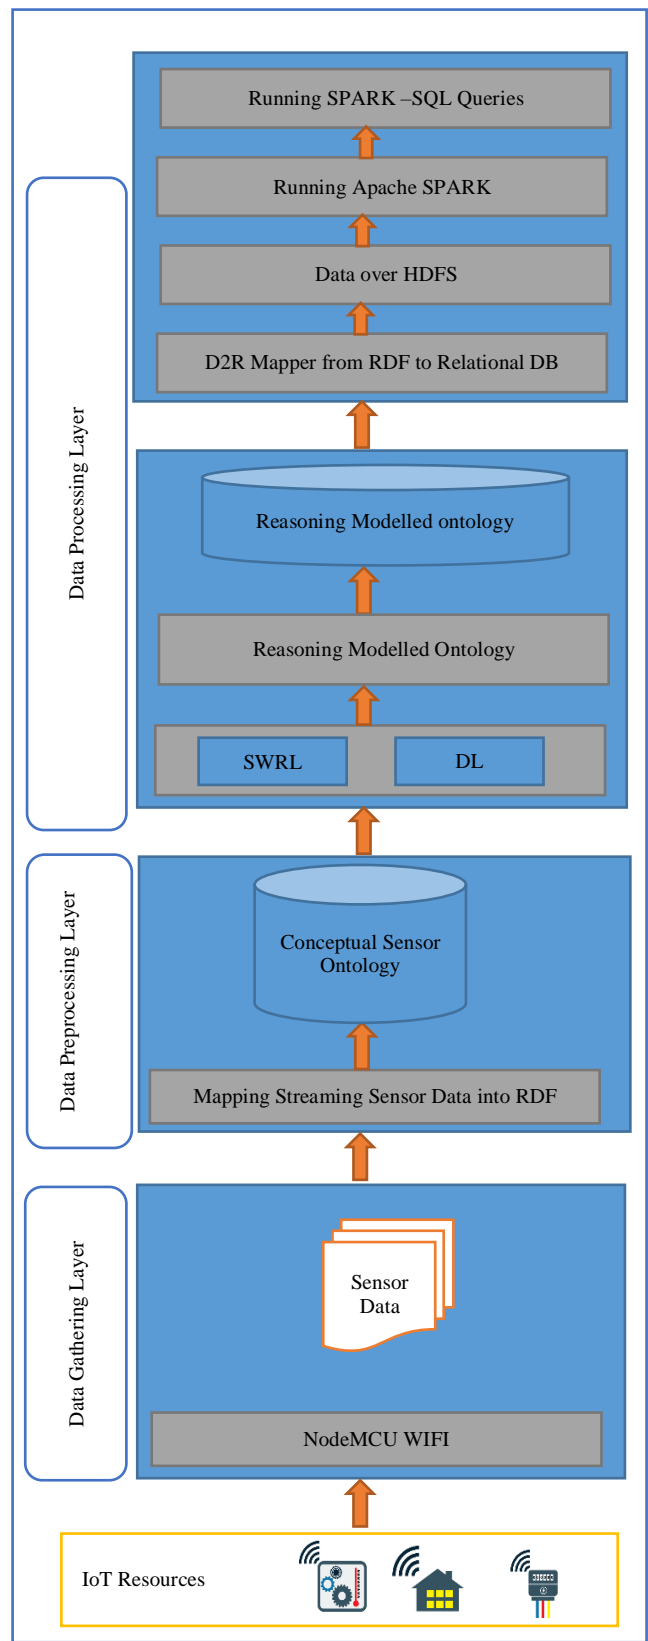 Running SPARK –SQL Queries
Running Apache SPARK
Data over HDFS
D2R Mapper from RDF to Relational DB
Data Processing Layer
Reasoning Modelled ontology
Reasoning Modelled Ontology
SWRL
DL
Data Preprocessing Layer
Conceptual Sensor
Ontology
Mapping Streaming Sensor Data into RDF
Data Gathering Layer
Sensor
Data
NodeMCU WIFI
IoT Resources